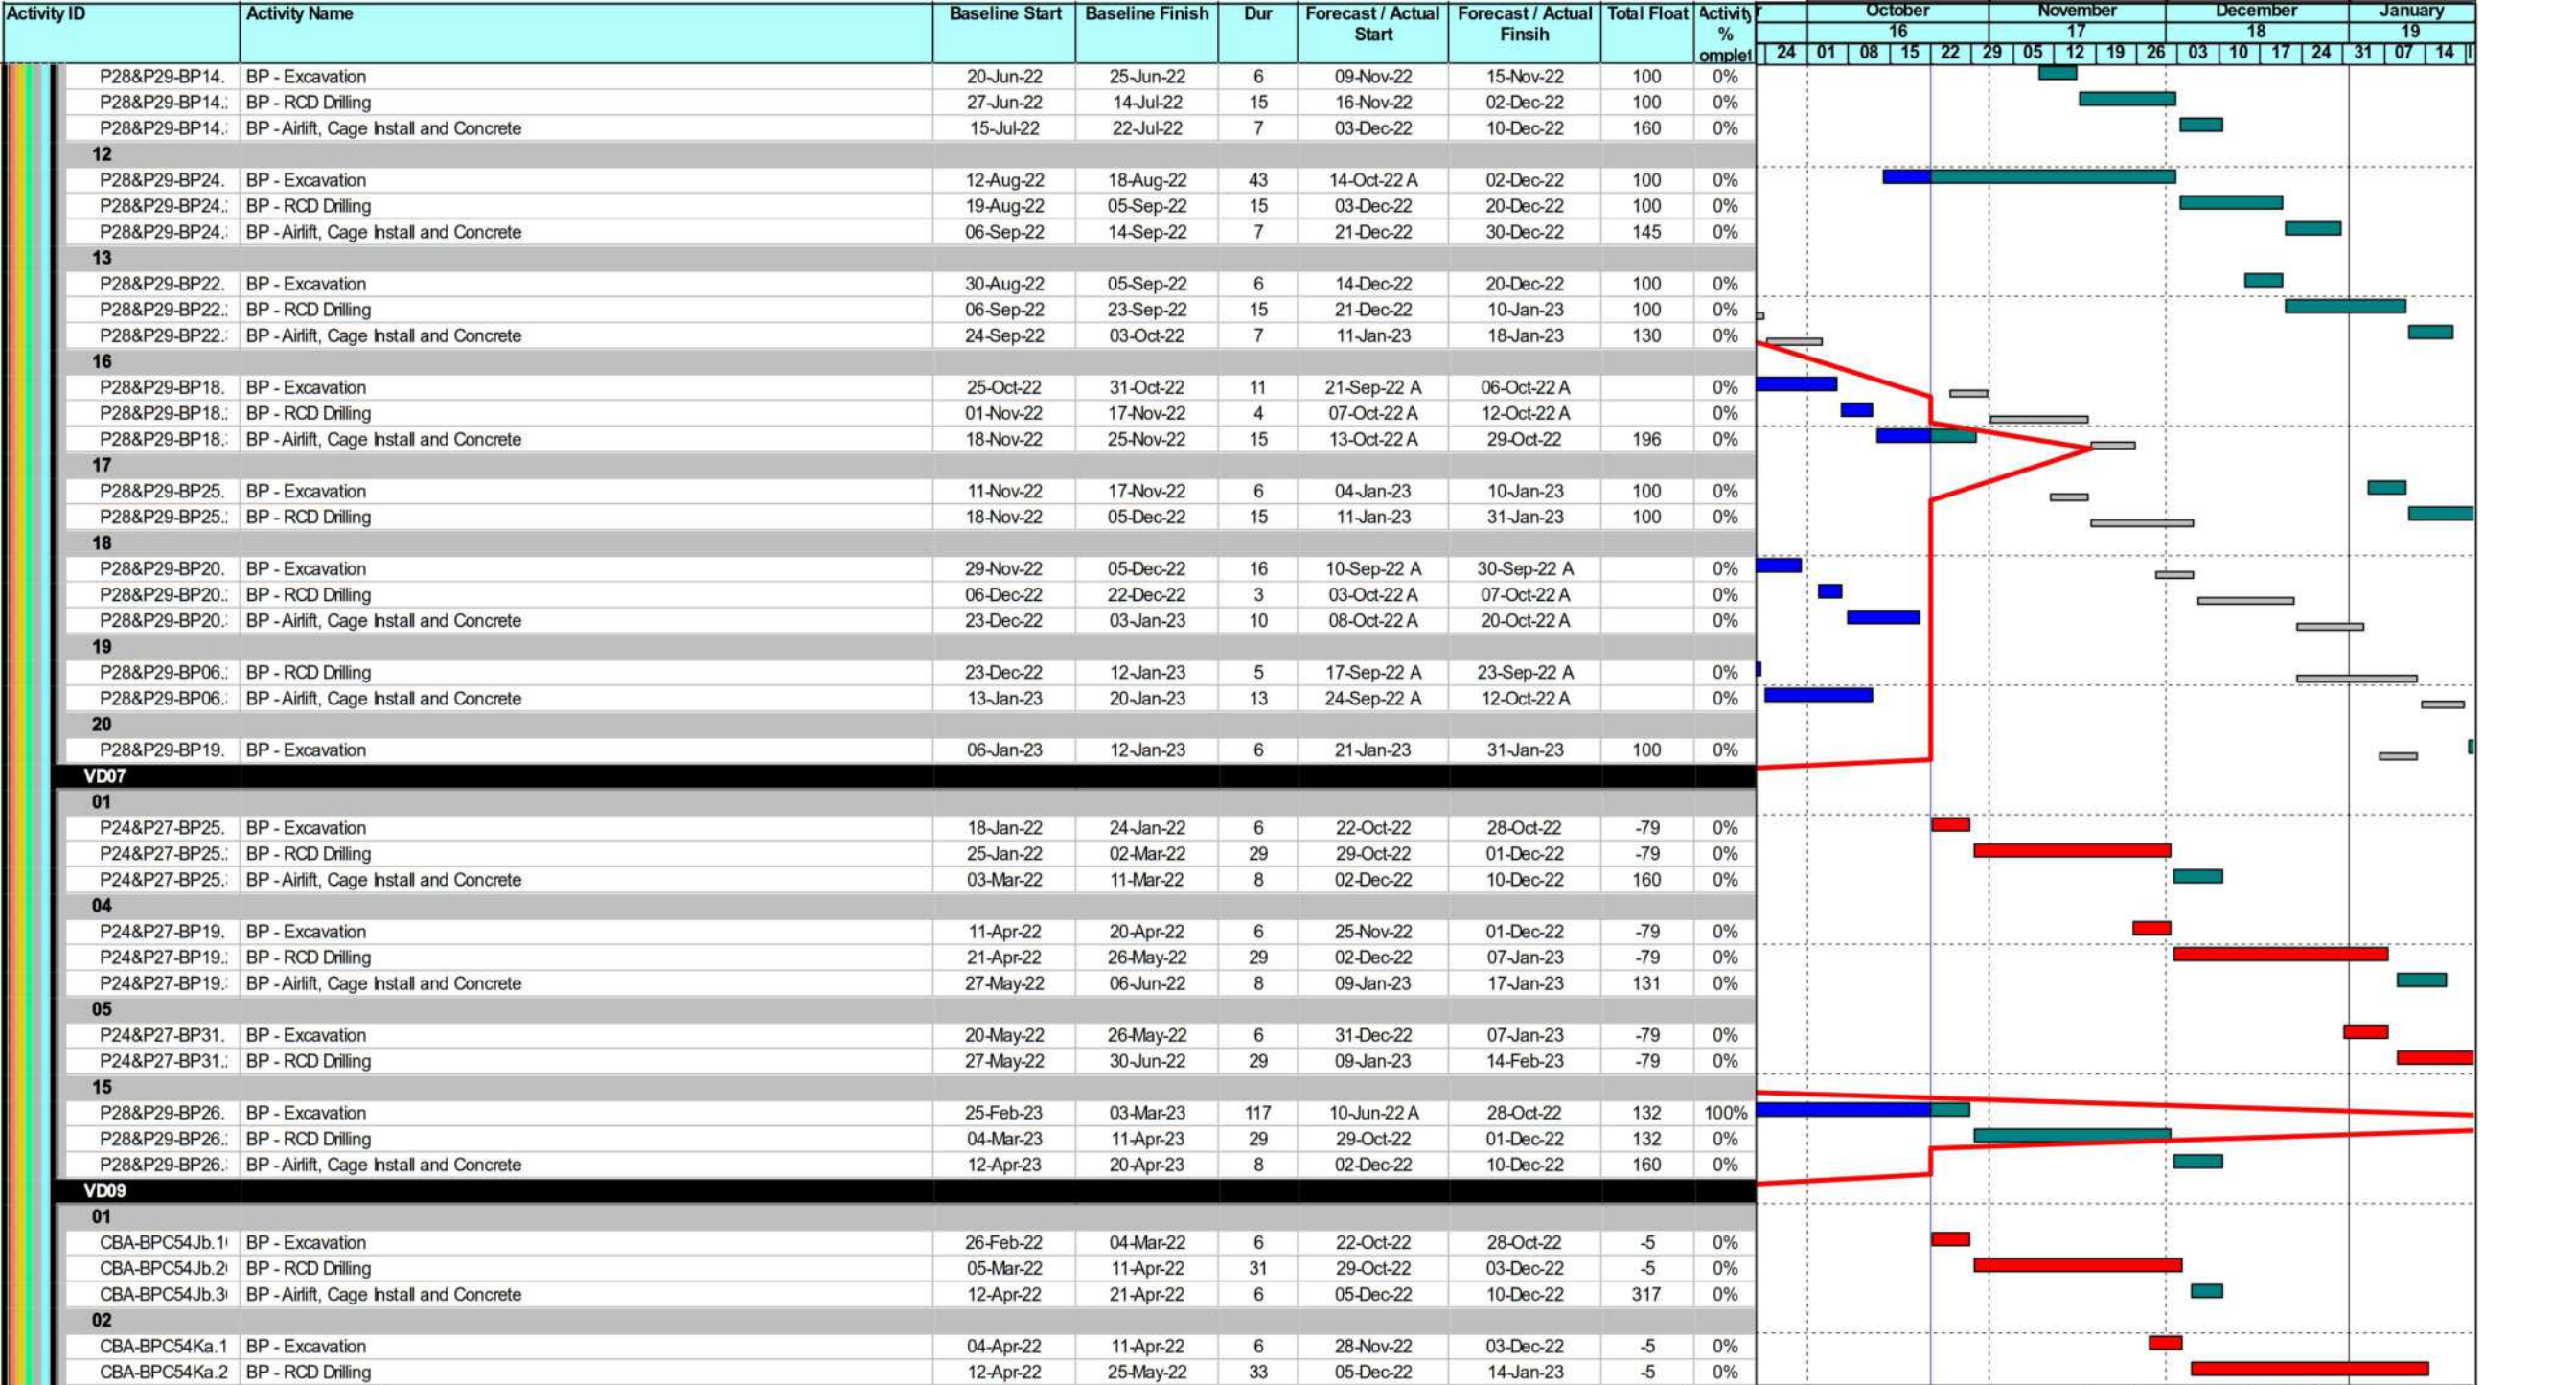 Activity ID Activity Name Baseline Start Baseline Finish Dur Forecast / Actual Start Forecast / Actual Finsih Total Float Activity % omplet
October November December January
16 17 18 19
24 01 08 15 22 29 05 12 19 26 03 10 17 24 31 07 14
P28&P29-BP14. BP - Excavation 20-Jun-22 25-Jun-22 6 09-Nov-22 15-Nov-22 100 0%
P28&P29-BP14. BP - RCD Drilling 27-Jun-22 14-Jul-22 15 16-Nov-22 02-Dec-22 100 0%
P28&P29-BP14. BP - Airlift, Cage Install and Concrete 15-Jul-22 22-Jul-22 7 03-Dec-22 10-Dec-22 160 0%
12
P28&P29-BP24. BP - Excavation 12-Aug-22 18-Aug-22 43 14-Oct-22 A 02-Dec-22 100 0%
P28&P29-BP24. BP - RCD Drilling 19-Aug-22 05-Sep-22 15 03-Dec-22 20-Dec-22 100 0%
P28&P29-BP24. BP - Airlift, Cage Install and Concrete 06-Sep-22 14-Sep-22 7 21-Dec-22 30-Dec-22 145 0%
13
P28&P29-BP22. BP - Excavation 30-Aug-22 05-Sep-22 6 14-Dec-22 20-Dec-22 100 0%
P28&P29-BP22. BP - RCD Drilling 06-Sep-22 23-Sep-22 15 21-Dec-22 10-Jan-23 100 0%
P28&P29-BP22. BP - Airlift, Cage Install and Concrete 24-Sep-22 03-Oct-22 7 11-Jan-23 18-Jan-23 130 0%
16
P28&P29-BP18. BP - Excavation 25-Oct-22 31-Oct-22 11 21-Sep-22 A 06-Oct-22 A 0%
P28&P29-BP18. BP - RCD Drilling 01-Nov-22 17-Nov-22 4 07-Oct-22 A 12-Oct-22 A 0%
P28&P29-BP18. BP - Airlift, Cage Install and Concrete 18-Nov-22 25-Nov-22 15 13-Oct-22 A 29-Oct-22 196 0%
17
P28&P29-BP25. BP - Excavation 11-Nov-22 17-Nov-22 6 04-Jan-23 10-Jan-23 100 0%
P28&P29-BP25. BP - RCD Drilling 18-Nov-22 05-Dec-22 15 11-Jan-23 31-Jan-23 100 0%
18
P28&P29-BP20. BP - Excavation 29-Nov-22 05-Dec-22 16 10-Sep-22 A 30-Sep-22 A 0%
P28&P29-BP20. BP - RCD Drilling 06-Dec-22 22-Dec-22 3 03-Oct-22 A 07-Oct-22 A 0%
P28&P29-BP20. BP - Airlift, Cage Install and Concrete 23-Dec-22 03-Jan-23 10 08-Oct-22 A 20-Oct-22 A 0%
19
P28&P29-BP06. BP - RCD Drilling 23-Dec-22 12-Jan-23 5 17-Sep-22 A 23-Sep-22 A 0%
P28&P29-BP06. BP - Airlift, Cage Install and Concrete 13-Jan-23 20-Jan-23 13 24-Sep-22 A 12-Oct-22 A 0%
20
P28&P29-BP19. BP - Excavation 06-Jan-23 12-Jan-23 6 21-Jan-23 31-Jan-23 100 0%
VD07
01
P24&P27-BP25. BP - Excavation 18-Jan-22 24-Jan-22 6 22-Oct-22 28-Oct-22 -79 0%
P24&P27-BP25. BP - RCD Drilling 25-Jan-22 02-Mar-22 29 29-Oct-22 01-Dec-22 -79 0%
P24&P27-BP25. BP - Airlift, Cage Install and Concrete 03-Mar-22 11-Mar-22 8 02-Dec-22 10-Dec-22 160 0%
04
P24&P27-BP19. BP - Excavation 11-Apr-22 20-Apr-22 6 25-Nov-22 01-Dec-22 -79 0%
P24&P27-BP19. BP - RCD Drilling 21-Apr-22 26-May-22 29 02-Dec-22 07-Jan-23 -79 0%
P24&P27-BP19. BP - Airlift, Cage Install and Concrete 27-May-22 06-Jun-22 8 09-Jan-23 17-Jan-23 131 0%
05
P24&P27-BP31. BP - Excavation 20-May-22 26-May-22 6 31-Dec-22 07-Jan-23 -79 0%
P24&P27-BP31. BP - RCD Drilling 27-May-22 30-Jun-22 29 09-Jan-23 14-Feb-23 -79 0%
15
P28&P29-BP26. BP - Excavation 25-Feb-23 03-Mar-23 117 10-Jun-22 A 28-Oct-22 132 100%
P28&P29-BP26. BP - RCD Drilling 04-Mar-23 11-Apr-23 29 29-Oct-22 01-Dec-22 132 0%
P28&P29-BP26. BP - Airlift, Cage Install and Concrete 12-Apr-23 20-Apr-23 8 02-Dec-22 10-Dec-22 160 0%
VD09
01
CBA-BPC54Jb.1 BP - Excavation 26-Feb-22 04-Mar-22 6 22-Oct-22 28-Oct-22 -5 0%
CBA-BPC54Jb.2 BP - RCD Drilling 05-Mar-22 11-Apr-22 31 29-Oct-22 03-Dec-22 -5 0%
CBA-BPC54Jb.3 BP - Airlift, Cage Install and Concrete 12-Apr-22 21-Apr-22 6 05-Dec-22 10-Dec-22 317 0%
02
CBA-BPC54Ka.1 BP - Excavation 04-Apr-22 11-Apr-22 6 28-Nov-22 03-Dec-22 -5 0%
CBA-BPC54Ka.2 BP - RCD Drilling 12-Apr-22 25-May-22 33 05-Dec-22 14-Jan-23 -5 0%